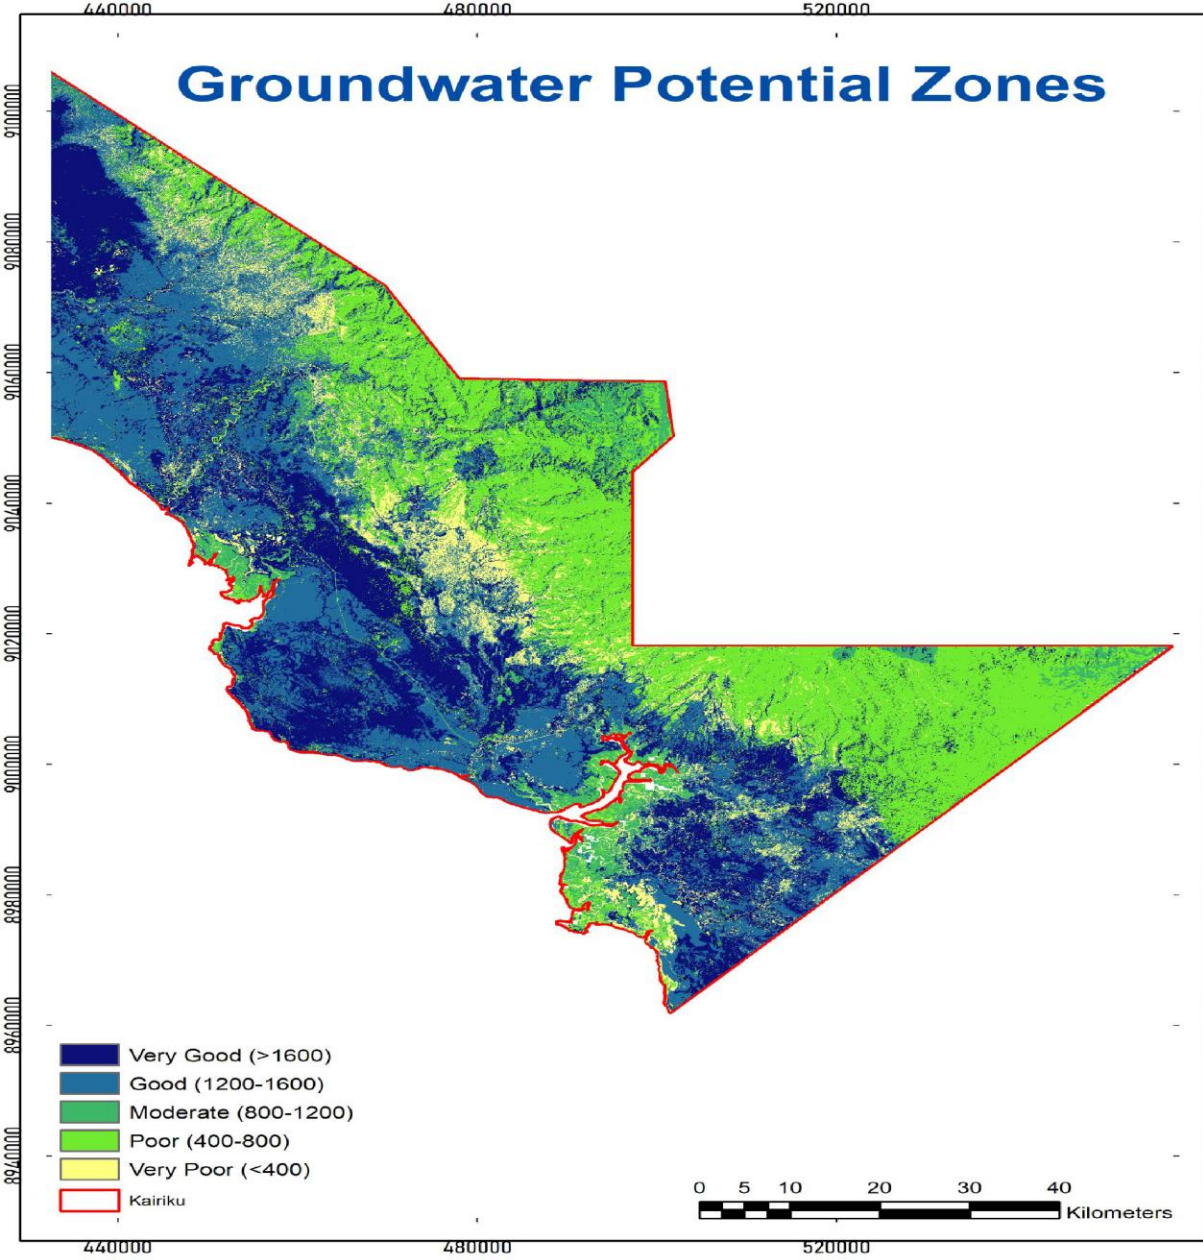 440000 480000 520000
Groundwater Potential Zones
9100000
9080000
9060000
9040000
9020000
9000000
8980000
8960000
8940000
Very Good (>1600)
Good (1200-1600)
Moderate (800-1200)
Poor (400-800)
Very Poor (<400)
Kairiku
0 5 10 20 30 40
Kilometers
440000 480000 520000